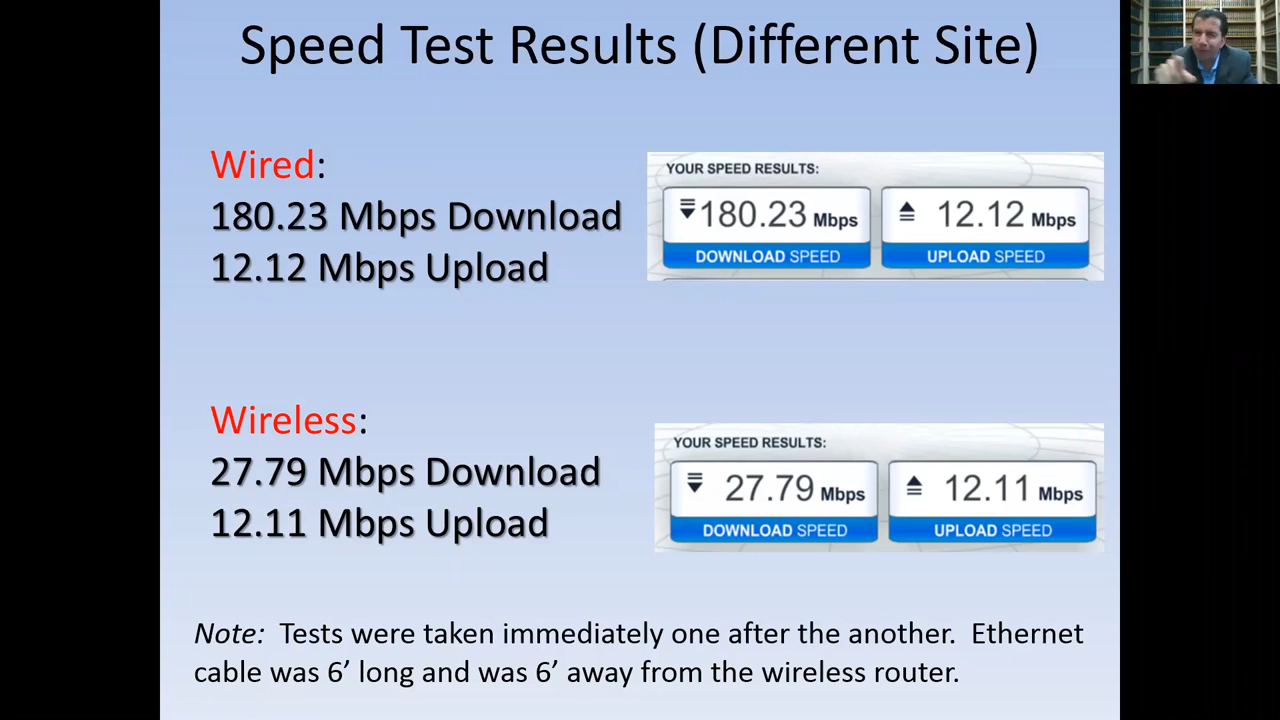 Speed Test Results (Different Site)
Wired:
180.23 Mbps Download
12.12 Mbps Upload
YOUR SPEED RESULTS:
180.23 Mbps 12.12 Mbps
DOWNLOAD SPEED UPLOAD SPEED
Wireless:
27.79 Mbps Download
12.11 Mbps Upload
YOUR SPEED RESULTS:
27.79 Mbps 12.11 Mbps
DOWNLOAD SPEED UPLOAD SPEED
Note: Tests were taken immediately one after the another. Ethernet
cable was 6’ long and was 6’ away from the wireless router.